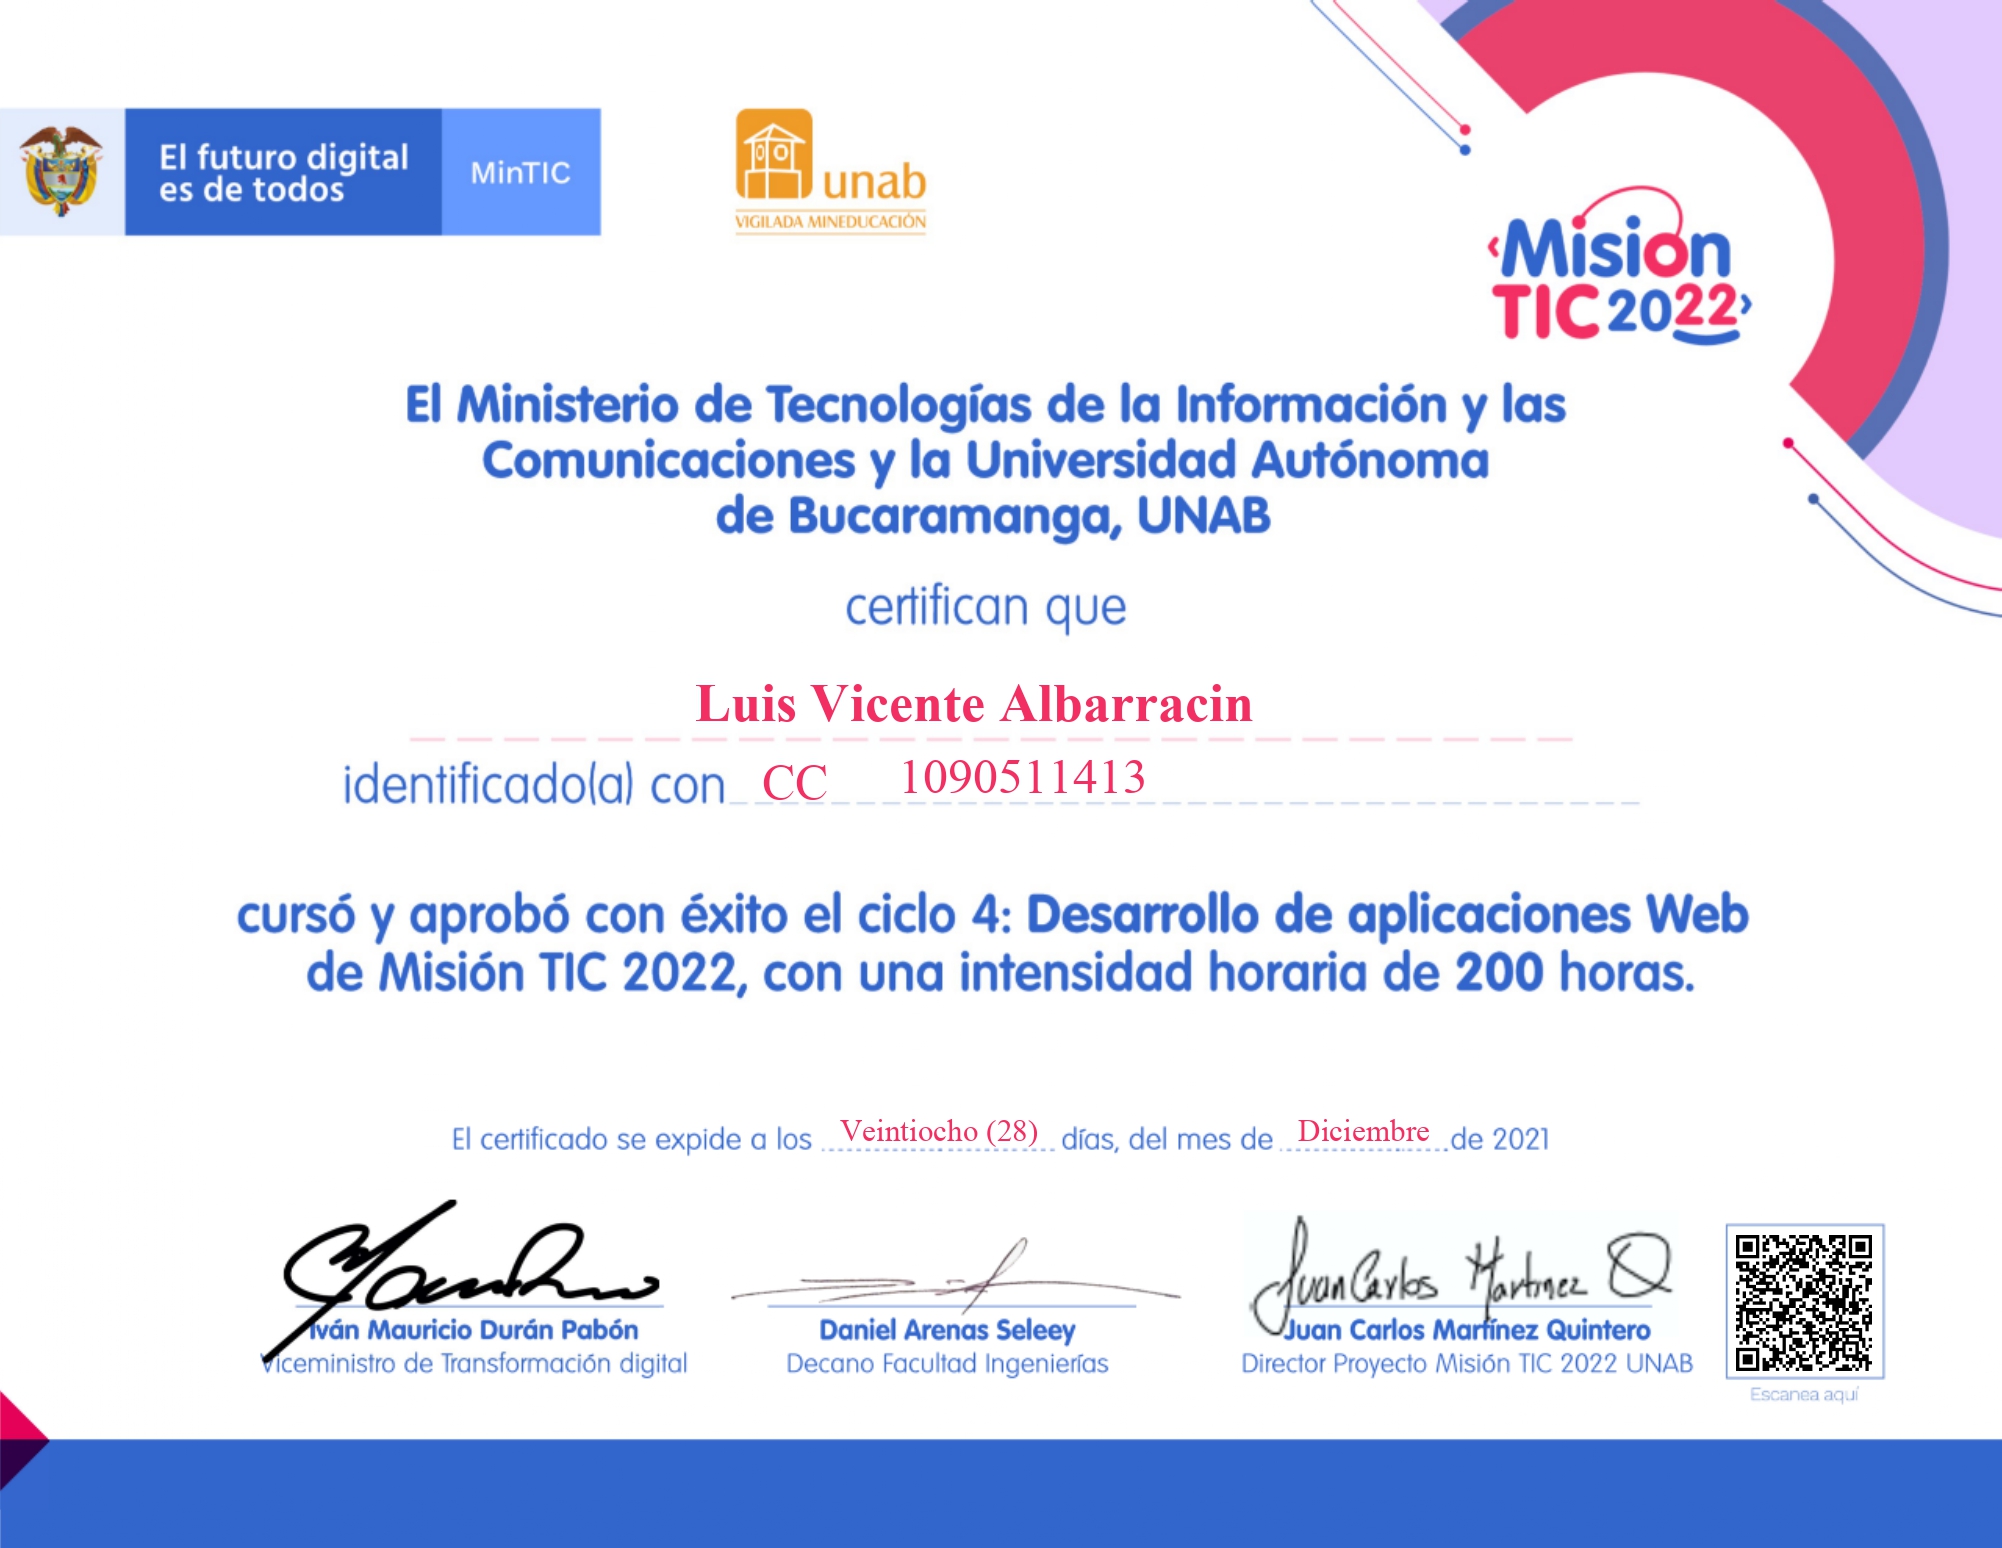 El futuro digital
es de todos
MinTIC
unab
VIGILADA MINEDUCACIÓN
Misión
TIC 2022
El Ministerio de Tecnologías de la Información y las
Comunicaciones y la Universidad Autónoma
de Bucaramanga, UNAB
certifican que
Luis Vicente Albarracin
identificado(a) con CC 1090511413
cursó y aprobó con éxito el ciclo 4: Desarrollo de aplicaciones Web
de Misión TIC 2022, con una intensidad horaria de 200 horas.
El certificado se expide a los Veintiocho (28) días, del mes de Diciembre de 2021
Juan Carlos Martinez Q
Iván Mauricio Durán Pabón
Viceministro de Transformación digital
Daniel Arenas Seleey
Decano Facultad Ingenierías
Juan Carlos Martínez Quintero
Director Proyecto Misión TIC 2022 UNAB
Escanea aquí